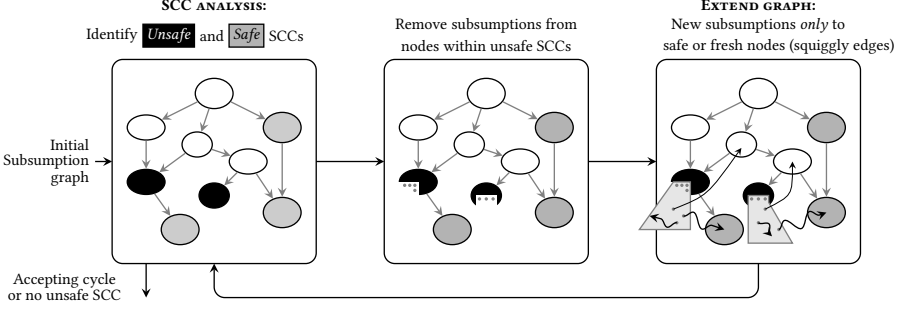 SCC ANALYSIS:
Identify Unsafe and Safe SCCs
Remove subsumptions from
nodes within unsafe SCCs
EXTEND GRAPH:
New subsumptions only to
safe or fresh nodes (squiggly edges)
Initial
Subsumption
graph
Accepting cycle
or no unsafe SCC